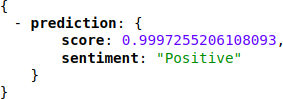 {
- prediction: {
score: 0.9997255206108093,
sentiment: "Positive"
}
}